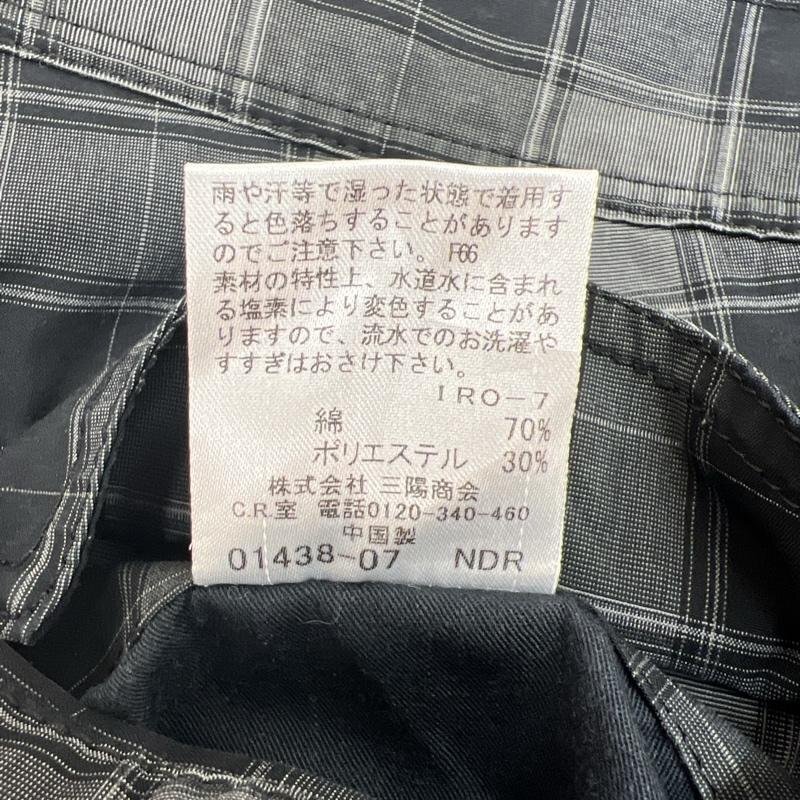 雨や汗等で湿った状態で着用す
ると色落ちすることがあります
のでご注意下さい。 F66
素材の特性上、水道水に含まれ
る塩素により変色することがあ
りますので、流水でのお洗濯や
すすぎはおさけ下さい。
IRO-7
綿 70%
ポリエステル 30%
株式会社 三陽商会
C.R.室 電話0120-340-460
中国製
01438-07 NDR